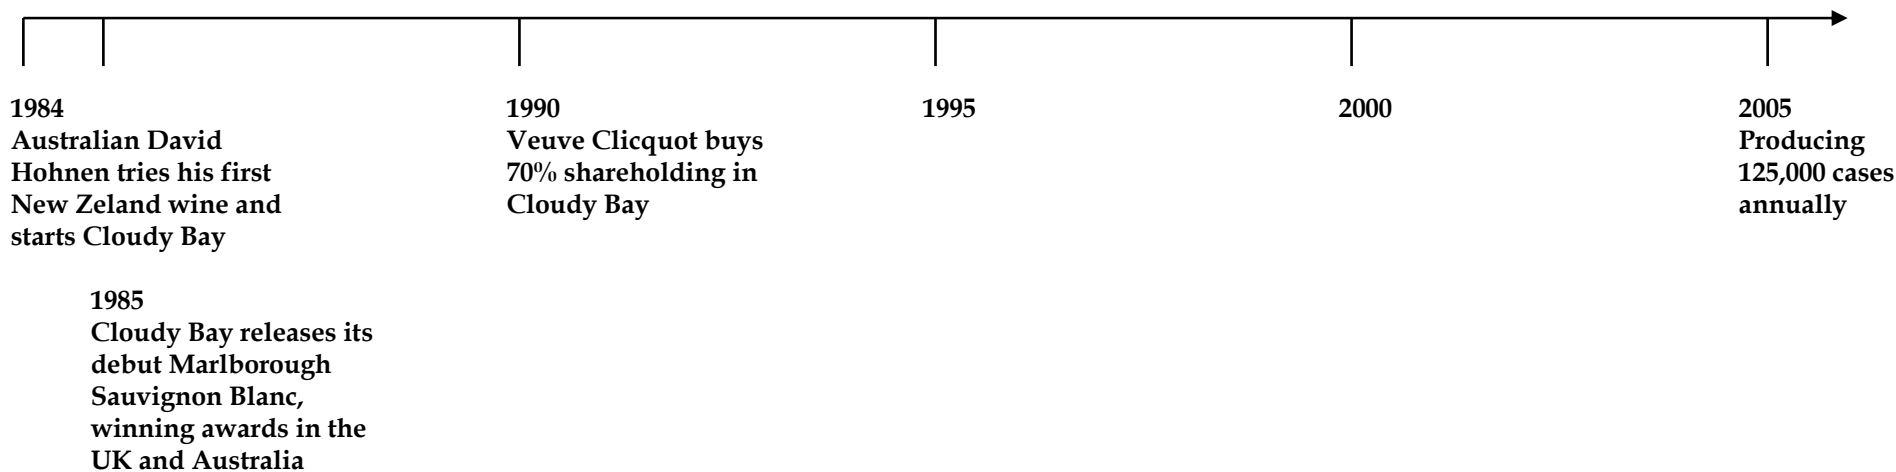 1984
Australian David
Hohnen tries his first
New Zeland wine and
starts Cloudy Bay
1985
Cloudy Bay releases its
debut Marlborough
Sauvignon Blanc,
winning awards in the
UK and Australia
1990
Veuve Clicquot buys
70% shareholding in
Cloudy Bay
1995
2000
2005
Producing
125,000 cases
annually